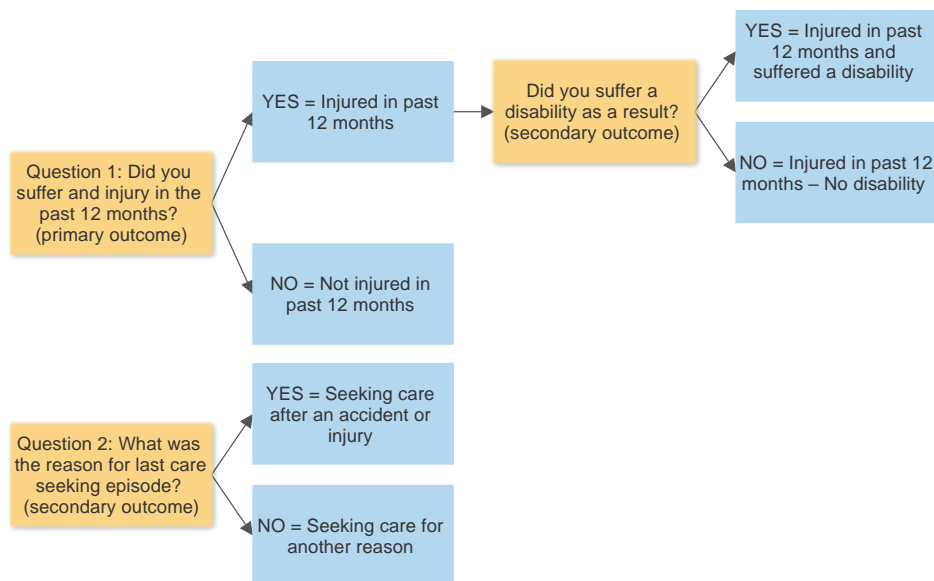 Question 1: Did you
suffer and injury in the
past 12 months?
(primary outcome)
YES = Injured in past
12 months
Did you suffer a
disability as a result?
(secondary outcome)
YES = Injured in past
12 months and
suffered a disability
NO = Injured in past 12
months – No disability
NO = Not injured in
past 12 months
Question 2: What was
the reason for last care
seeking episode?
(secondary outcome)
YES = Seeking care
after an accident or
injury
NO = Seeking care for
another reason